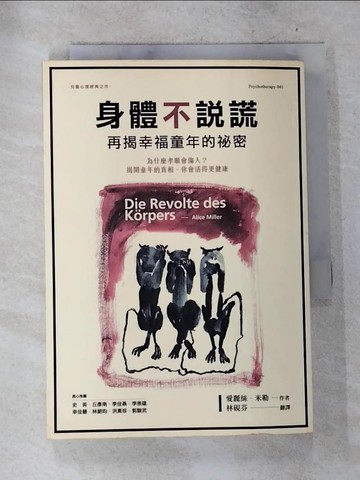 Psychotherapy 041
身體不說謊
再揭幸福童年的祕密
為什麼孝順會傷人？
揭開童年的真相，你會活得更健康
Die Revolte des
Körpers — Alice Miller
真心推薦
愛麗絲．米勒 — 作者
林硯芬 — 翻譯